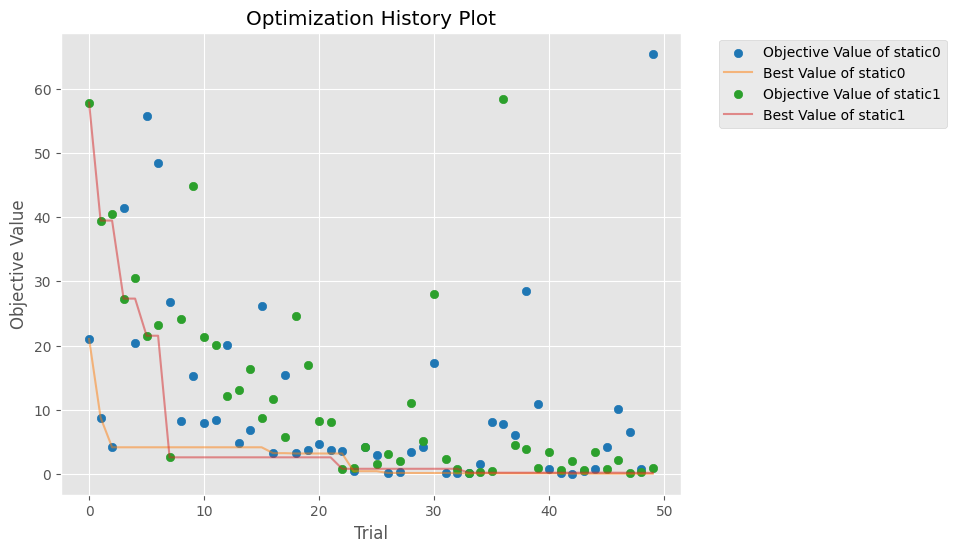 Optimization History Plot
Objective Value of static0
Best Value of static0
Objective Value of static1
Best Value of static1
Objective Value
60
50
40
30
20
10
0
0 10 20 30 40 50
Trial